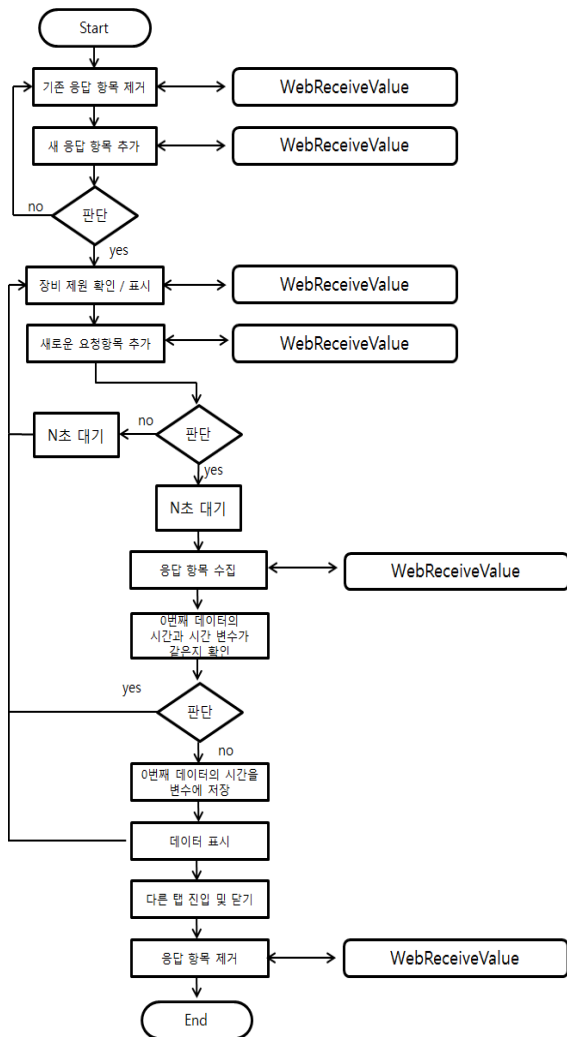 Start
기존 응답 항목 제거
WebReceiveValue
새 응답 항목 추가
WebReceiveValue
no
판단
yes
장비 제원 확인 / 표시
WebReceiveValue
새로운 요청항목 추가
WebReceiveValue
N초 대기
no
판단
yes
N초 대기
응답 항목 수집
WebReceiveValue
0번째 데이터의
시간과 시간 변수가
같은지 확인
yes
판단
no
0번째 데이터의 시간을
변수에 저장
데이터 표시
다른 탭 진입 및 닫기
응답 항목 제거
WebReceiveValue
End